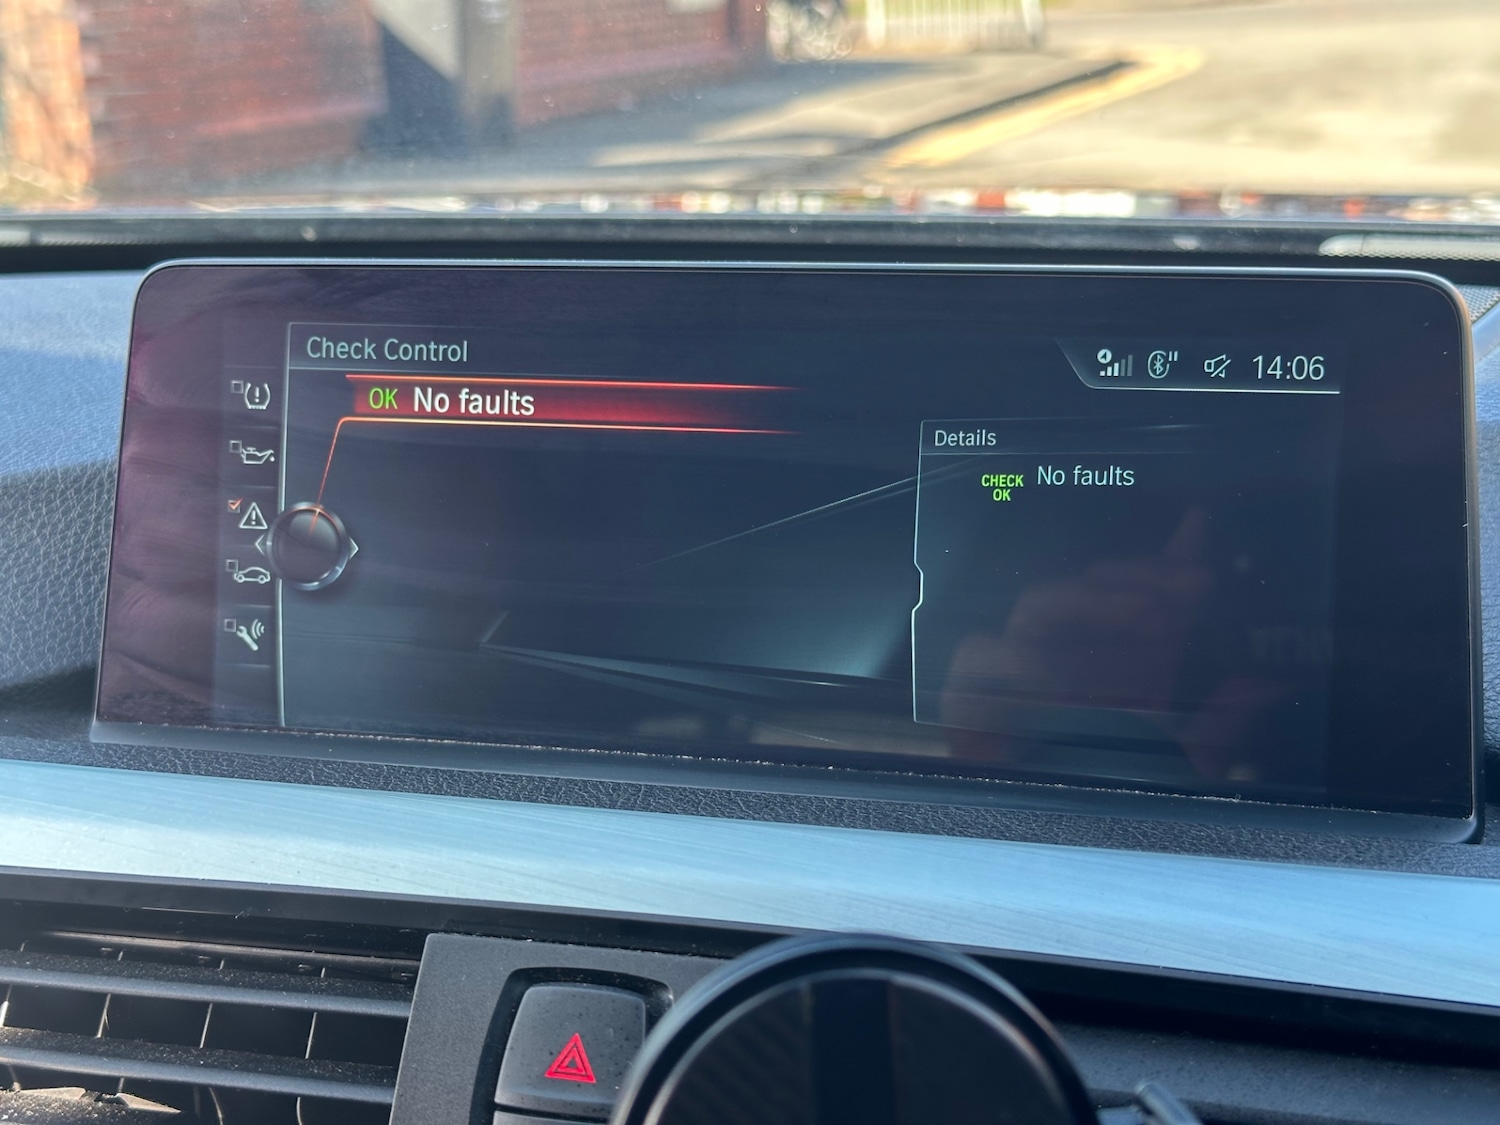 Check Control
14:06
OK No faults
Details
CHECK OK No faults